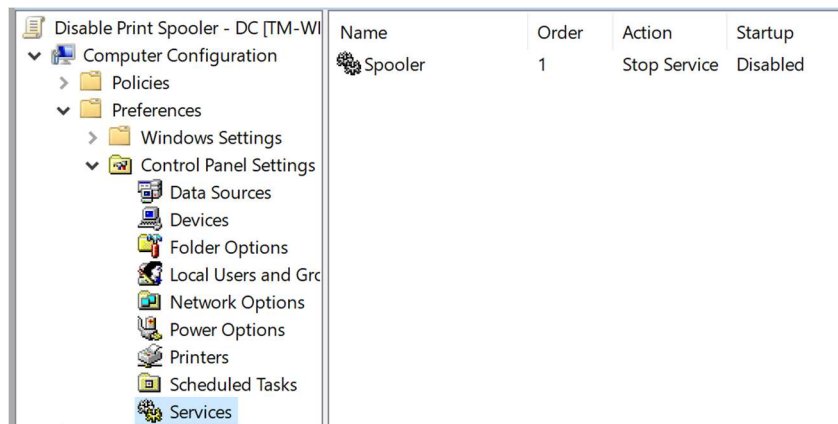 Disable Print Spooler - DC [TM-WI
Computer Configuration
Policies
Preferences
Windows Settings
Control Panel Settings
Data Sources
Devices
Folder Options
Local Users and Grc
Network Options
Power Options
Printers
Scheduled Tasks
Services
Name Order Action Startup
Spooler 1 Stop Service Disabled